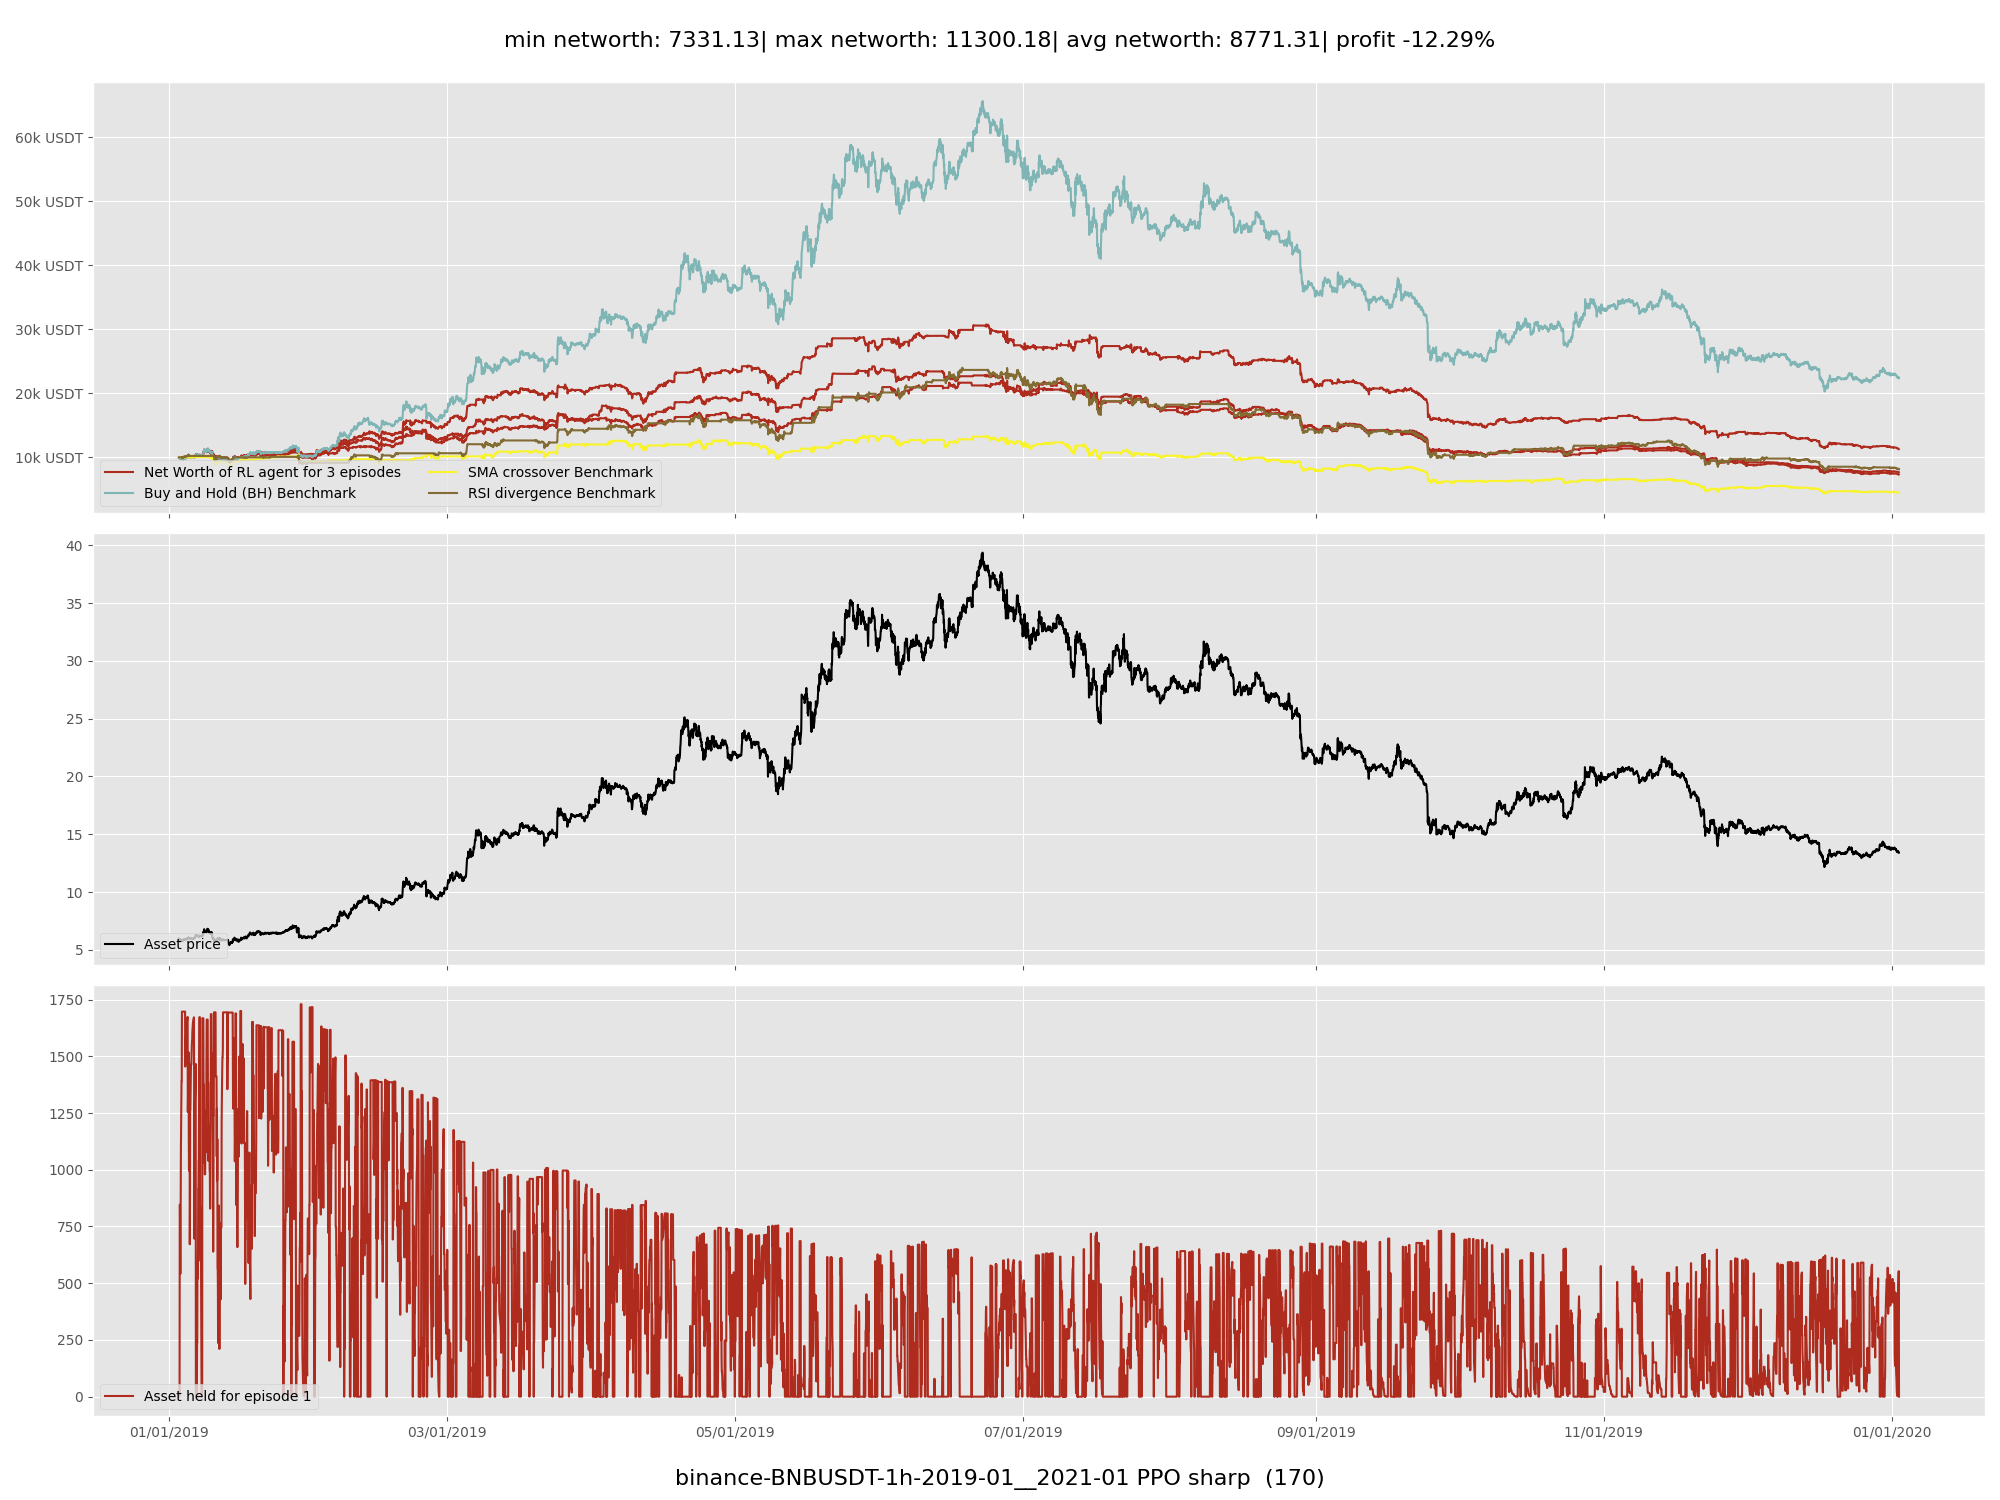 min networth: 7331.13| max networth: 11300.18| avg networth: 8771.31| profit -12.29%
60k USDT
50k USDT
40k USDT
30k USDT
20k USDT
10k USDT
Net Worth of RL agent for 3 episodes
Buy and Hold (BH) Benchmark
SMA crossover Benchmark
RSI divergence Benchmark
40
35
30
25
20
15
10
5
Asset price
1750
1500
1250
1000
750
500
250
0
Asset held for episode 1
01/01/2019
03/01/2019
05/01/2019
07/01/2019
09/01/2019
11/01/2019
01/01/2020
binance-BNBUSDT-1h-2019-01__2021-01 PPO sharp  (170)